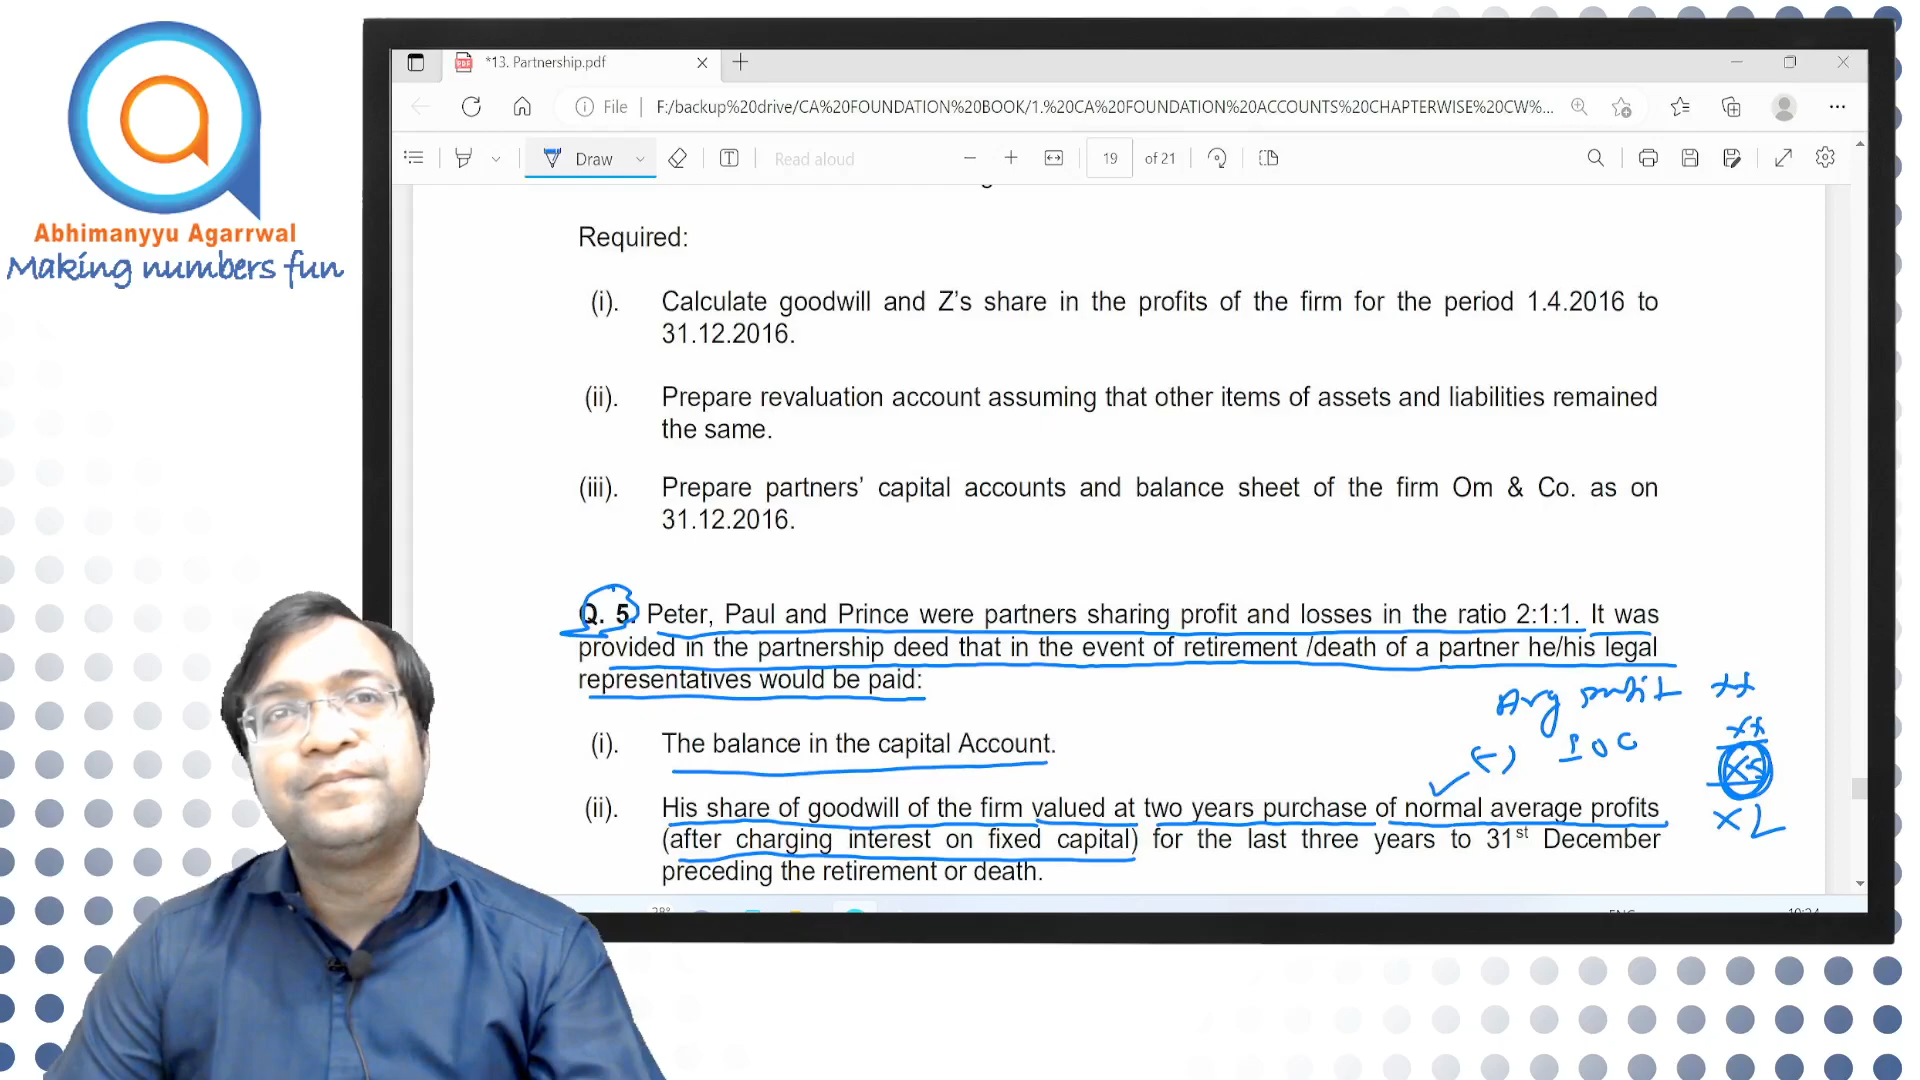 Abhimanyyu Agarrwal
Making numbers fun
*13. Partnership.pdf
File
F:/backup%20drive/CA%20FOUNDATION%20BOOK/1.%20CA%20FOUNDATION%20ACCOUNTS%20CHAPTERWISE%20CW%...
Draw
Read aloud
19 of 21
Required:
(i). Calculate goodwill and Z’s share in the profits of the firm for the period 1.4.2016 to
31.12.2016.
(ii). Prepare revaluation account assuming that other items of assets and liabilities remained
the same.
(iii). Prepare partners’ capital accounts and balance sheet of the firm Om & Co. as on
31.12.2016.
Q. 5. Peter, Paul and Prince were partners sharing profit and losses in the ratio 2:1:1. It was
provided in the partnership deed that in the event of retirement /death of a partner he/his legal
representatives would be paid:
Avg profit xx
xx
(-) IOC
(i). The balance in the capital Account.
(ii). His share of goodwill of the firm valued at two years purchase of normal average profits
(after charging interest on fixed capital) for the last three years to 31st December
preceding the retirement or death.